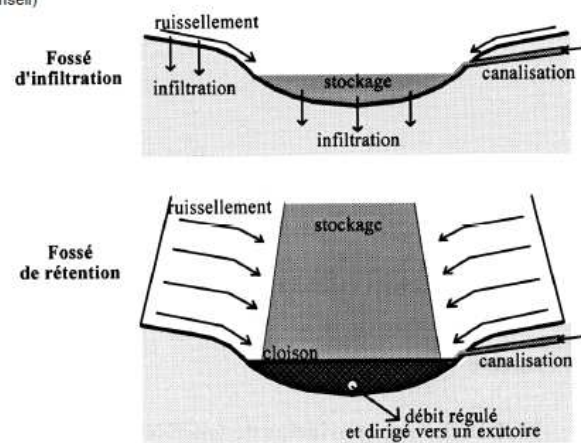 ruissellement
Fossé
d'infiltration
stockage
canalisation
infiltration
infiltration
ruissellement
stockage
Fossé
de rétention
cloison
canalisation
débit régulé
et dirigé vers un exutoire